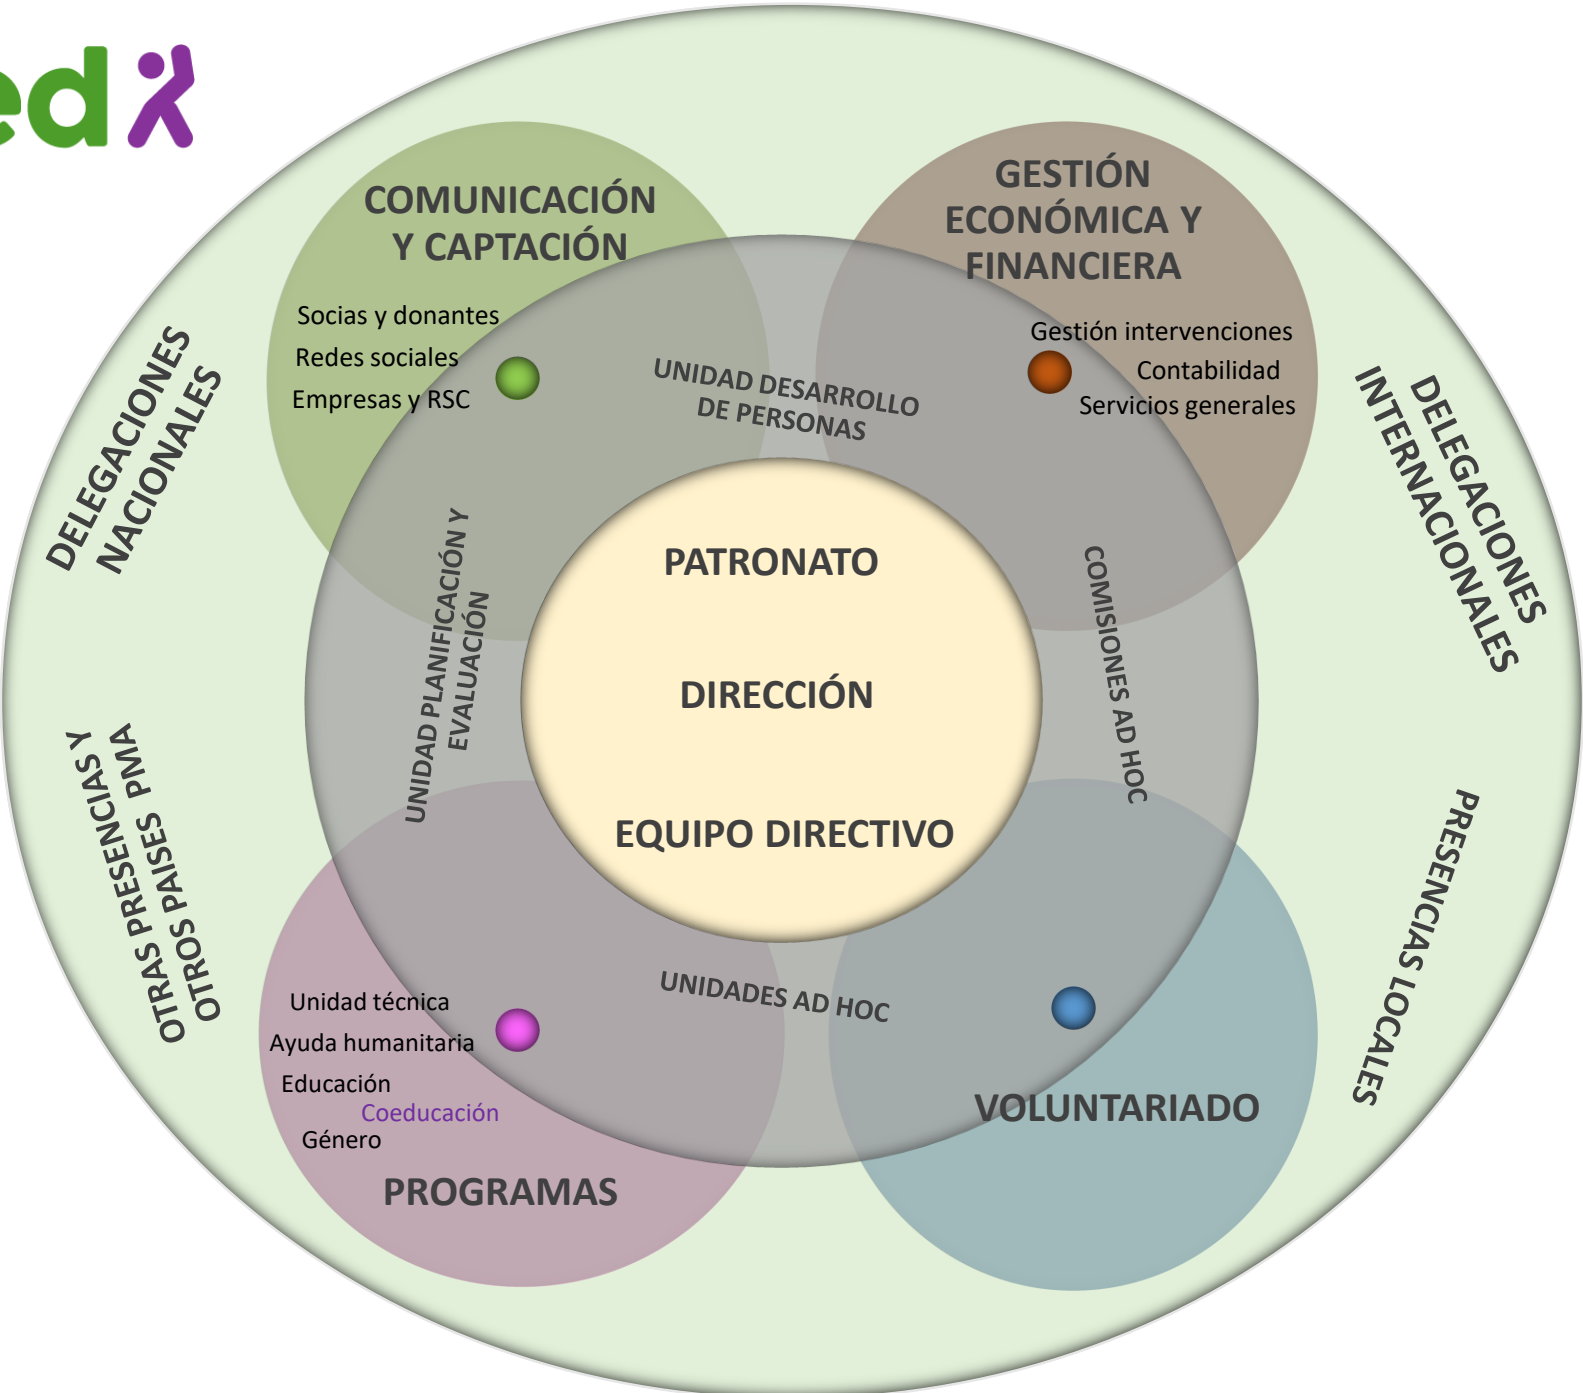 ed
COMUNICACIÓN
Y CAPTACIÓN
Socias y donantes
Redes sociales
Empresas y RSC
GESTIÓN
ECONÓMICA Y
FINANCIERA
Gestión intervenciones
Contabilidad
Servicios generales
UNIDAD DESARROLLO
DE PERSONAS
DELEGACIONES
NACIONALES
DELEGACIONES
INTERNACIONALES
UNIDAD PLANIFICACIÓN Y
EVALUACIÓN
PATRONATO
DIRECCIÓN
EQUIPO DIRECTIVO
COMISIONES AD HOC
OTRAS PRESENCIAS Y
OTROS PAISES PMA
PRESENCIAS LOCALES
UNIDADES AD HOC
Unidad técnica
Ayuda humanitaria
Educación
Coeducación
Género
PROGRAMAS
VOLUNTARIADO